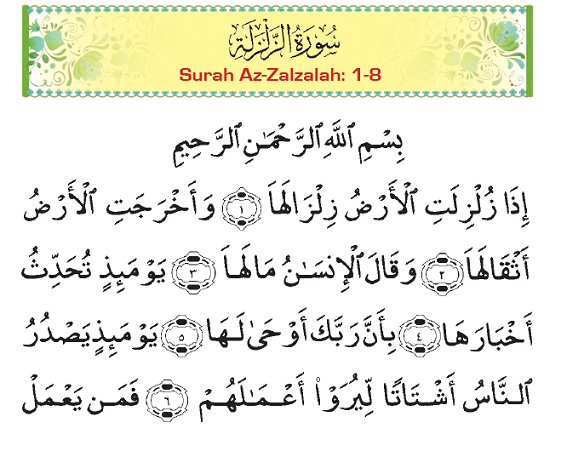 سُورَةُ الزَّلْزَلَةِ
Surah Az-Zalzalah: 1-8
بِسْمِ ٱللَّهِ ٱلرَّحْمَـٰنِ ٱلرَّحِيمِ
إِذَا زُلْزِلَتِ ٱلْأَرْضُ زِلْزَالَهَا ١ وَأَخْرَجَتِ ٱلْأَرْضُ
أَثْقَالَهَا ٢ وَقَالَ ٱلْإِنسَـٰنُ مَا لَهَا ٣ يَوْمَئِذٍ تُحَدِّثُ
أَخْبَارَهَا ٤ بِأَنَّ رَبَّكَ أَوْحَىٰ لَهَا ٥ يَوْمَئِذٍ يَصْدُرُ
ٱلنَّاسُ أَشْتَاتًا لِّيُرَوْا۟ أَعْمَـٰلَهُمْ ٦ فَمَن يَعْمَلْ